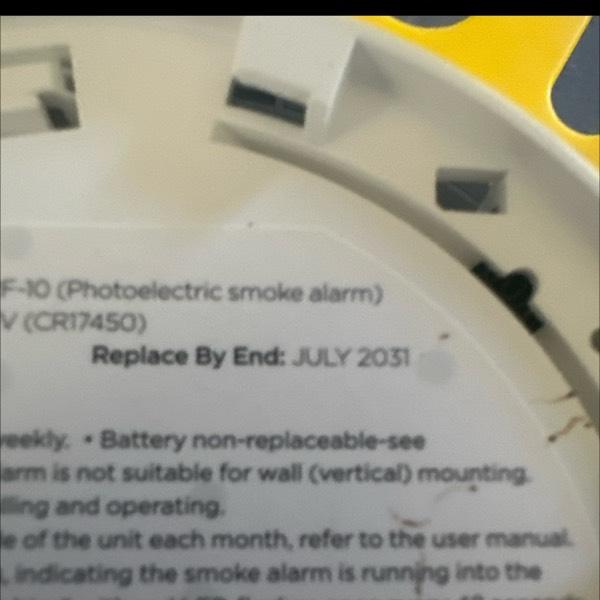 F-10 (Photoelectric smoke alarm)
V (CR17450)
Replace By End: JULY 2031
weekly. • Battery non-replaceable-see
arm is not suitable for wall (vertical) mounting.
lling and operating.
le of the unit each month, refer to the user manual.
, indicating the smoke alarm is running into the